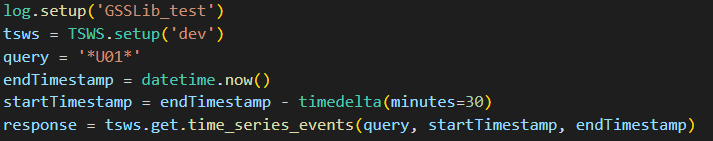 log.setup('GSSLib_test')
tsws = TSWS.setup('dev')
query = '*U01*'
endTimestamp = datetime.now()
startTimestamp = endTimestamp - timedelta(minutes=30)
response = tsws.get.time_series_events(query, startTimestamp, endTimestamp)